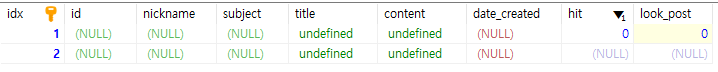 idx id nickname subject title content date_created hit 1 look_post
1 (NULL) (NULL) (NULL) undefined undefined (NULL) 0 0
2 (NULL) (NULL) (NULL) undefined undefined (NULL) (NULL) (NULL)